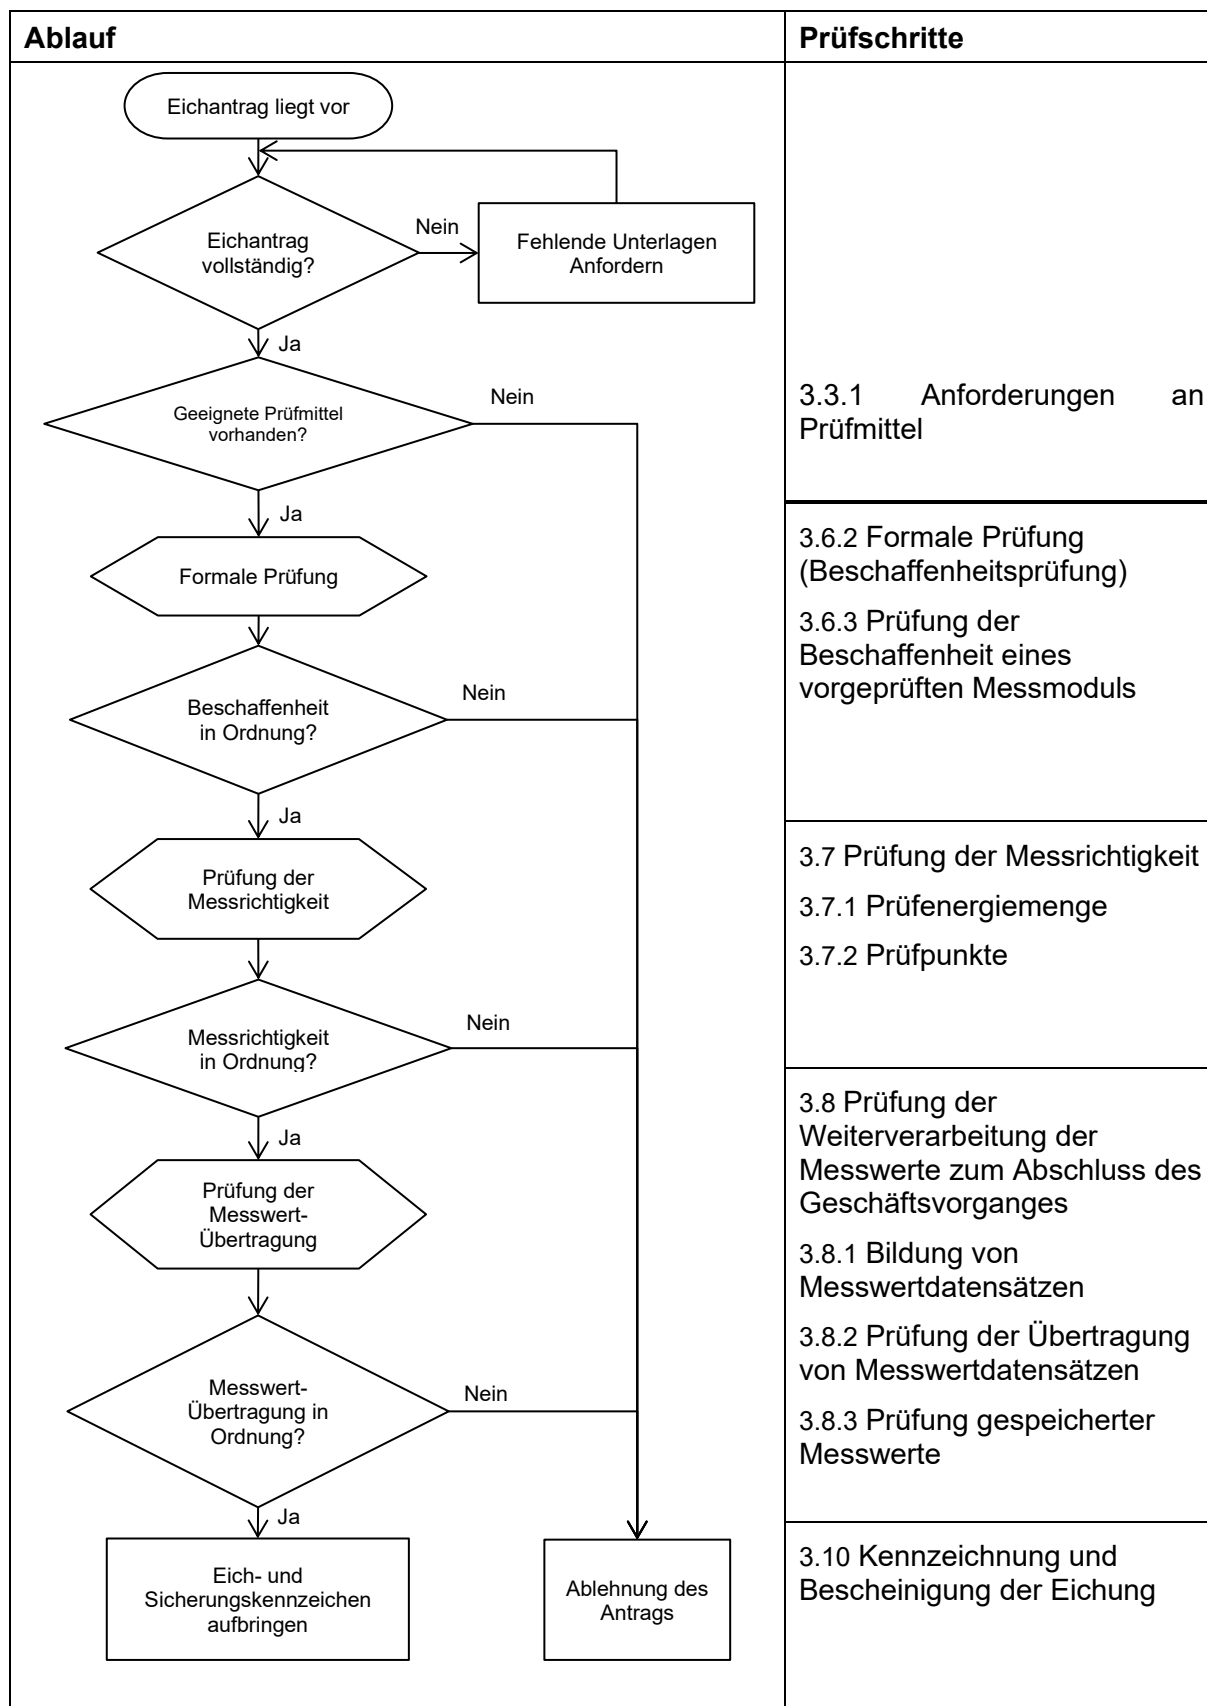 Ablauf
Prüfschritte
Eichantrag liegt vor
Eichantrag
vollständig?
Nein
Fehlende Unterlagen
Anfordern
Ja
Geeignete Prüfmittel
vorhanden?
Nein
3.3.1 Anforderungen an
Prüfmittel
Ja
Formale Prüfung
3.6.2 Formale Prüfung
(Beschaffenheitsprüfung)
3.6.3 Prüfung der
Beschaffenheit eines
vorgeprüften Messmoduls
Beschaffenheit
in Ordnung?
Nein
Ja
Prüfung der
Messrichtigkeit
3.7 Prüfung der Messrichtigkeit
3.7.1 Prüfenergiemenge
3.7.2 Prüfpunkte
Messrichtigkeit
in Ordnung?
Nein
Ja
Prüfung der
Messwert-
Übertragung
3.8 Prüfung der
Weiterverarbeitung der
Messwerte zum Abschluss des
Geschäftsvorganges
3.8.1 Bildung von
Messwertdatensätzen
3.8.2 Prüfung der Übertragung
von Messwertdatensätzen
3.8.3 Prüfung gespeicherter
Messwerte
Messwert-
Übertragung in
Ordnung?
Nein
Ja
Eich- und
Sicherungskennzeichen
aufbringen
Ablehnung des
Antrags
3.10 Kennzeichnung und
Bescheinigung der Eichung